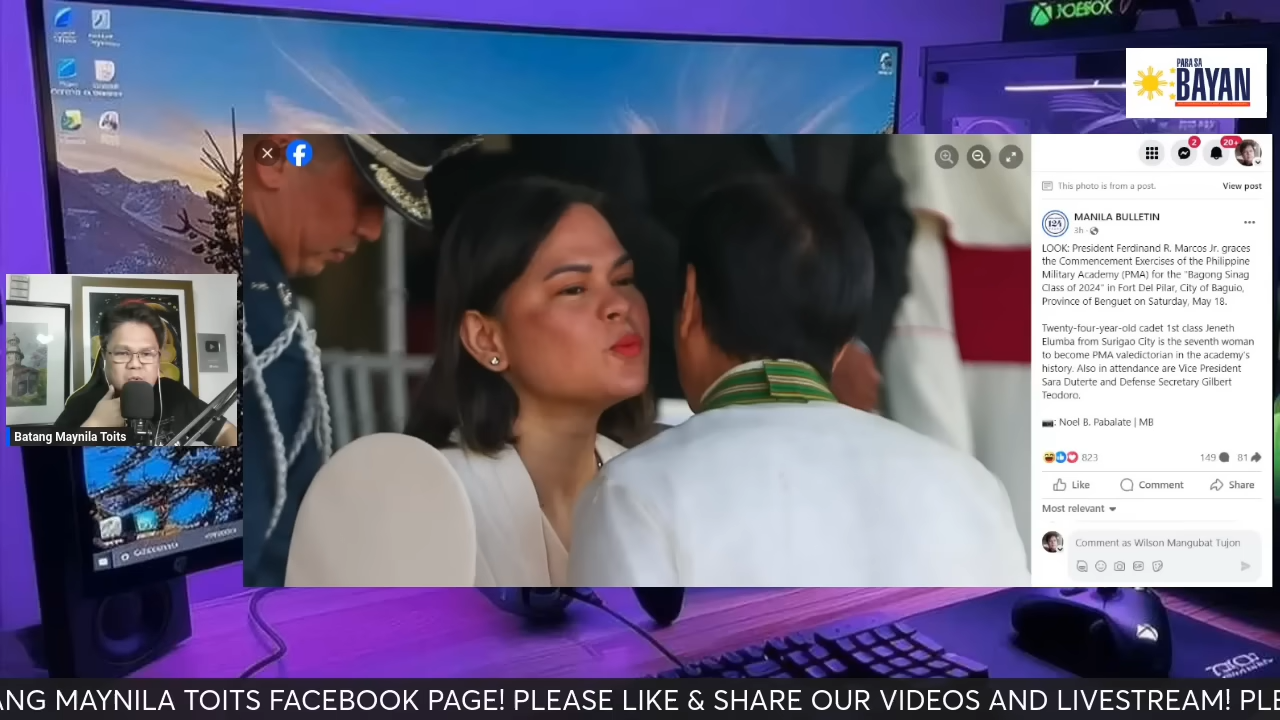 JOEBOX
PARA SA
BAYAN
2
20+
This photo is from a post.
View post
124
MANILA BULLETIN
3h ·
LOOK: President Ferdinand R. Marcos Jr. graces
the Commencement Exercises of the Philippine
Military Academy (PMA) for the "Bagong Sinag
Class of 2024" in Fort Del Pilar, City of Baguio,
Province of Benguet on Saturday, May 18.
Twenty-four-year-old cadet 1st class Jeneth
Elumba from Surigao City is the seventh woman
to become PMA valedictorian in the academy's
history. Also in attendance are Vice President
Sara Duterte and Defense Secretary Gilbert
Teodoro.
: Noel B. Pabalate | MB
823
149
81
Like
Comment
Share
Most relevant
Comment as Wilson Mangubat Tujon
GIF
Batang Maynila Toits
ANG MAYNILA TOITS FACEBOOK PAGE! PLEASE LIKE & SHARE OUR VIDEOS AND LIVESTREAM! PLE